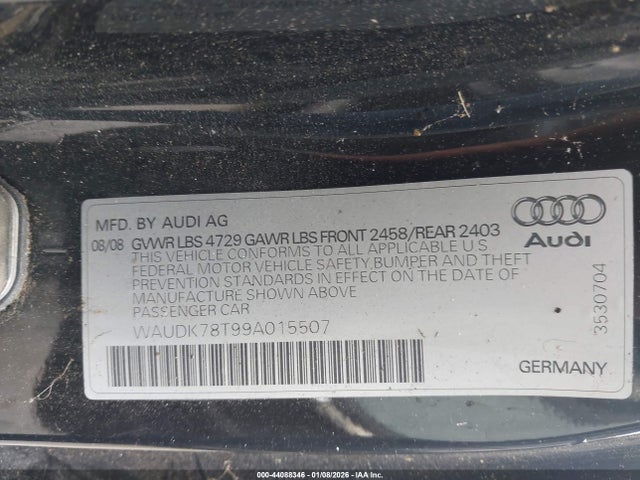 MFD. BY AUDI AG
08/08 GVWR LBS 4729 GAWR LBS FRONT 2458/REAR 2403
THIS VEHICLE CONFORMS TO ALL APPLICABLE U S
FEDERAL MOTOR VEHICLE SAFETY BUMPER AND THEFT
PREVENTION STANDARDS IN EFFECT ON THE DATE OF
MANUFACTURE SHOWN ABOVE
PASSENGER CAR
WAUDK78T99A015507
Audi
3530704
GERMANY
000-44088346 | 01/08/2026 - IAAI.com